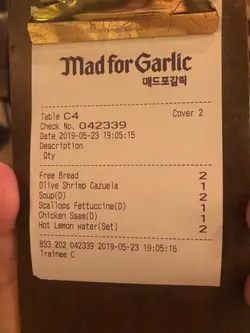 Mad for Garlic
매드포갈릭
Table C4 Cover 2
Check No. 042339
Date 2019-05-23 19:05:15
Description
Qty
Free Bread 2
Olive Shrimp Cazuela 1
Soup(D) 2
Scallops Fettuccine(D) 1
Chicken Ssam(D) 1
Hot Lemon water(Set) 2
B33 202 042339 2019-05-23 19:05:16
Trainee C